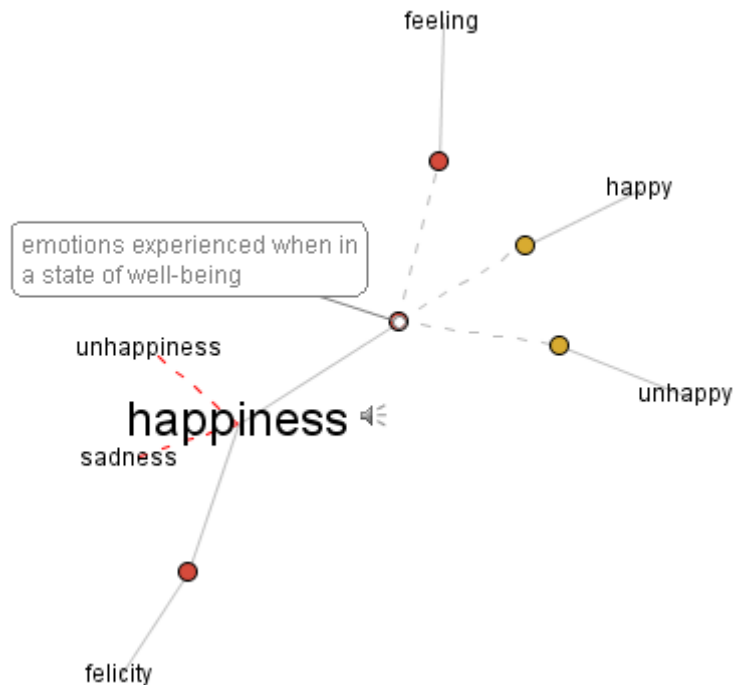 feeling
happy
emotions experienced when in
a state of well-being
unhappiness
unhappy
happiness
sadness
felicity